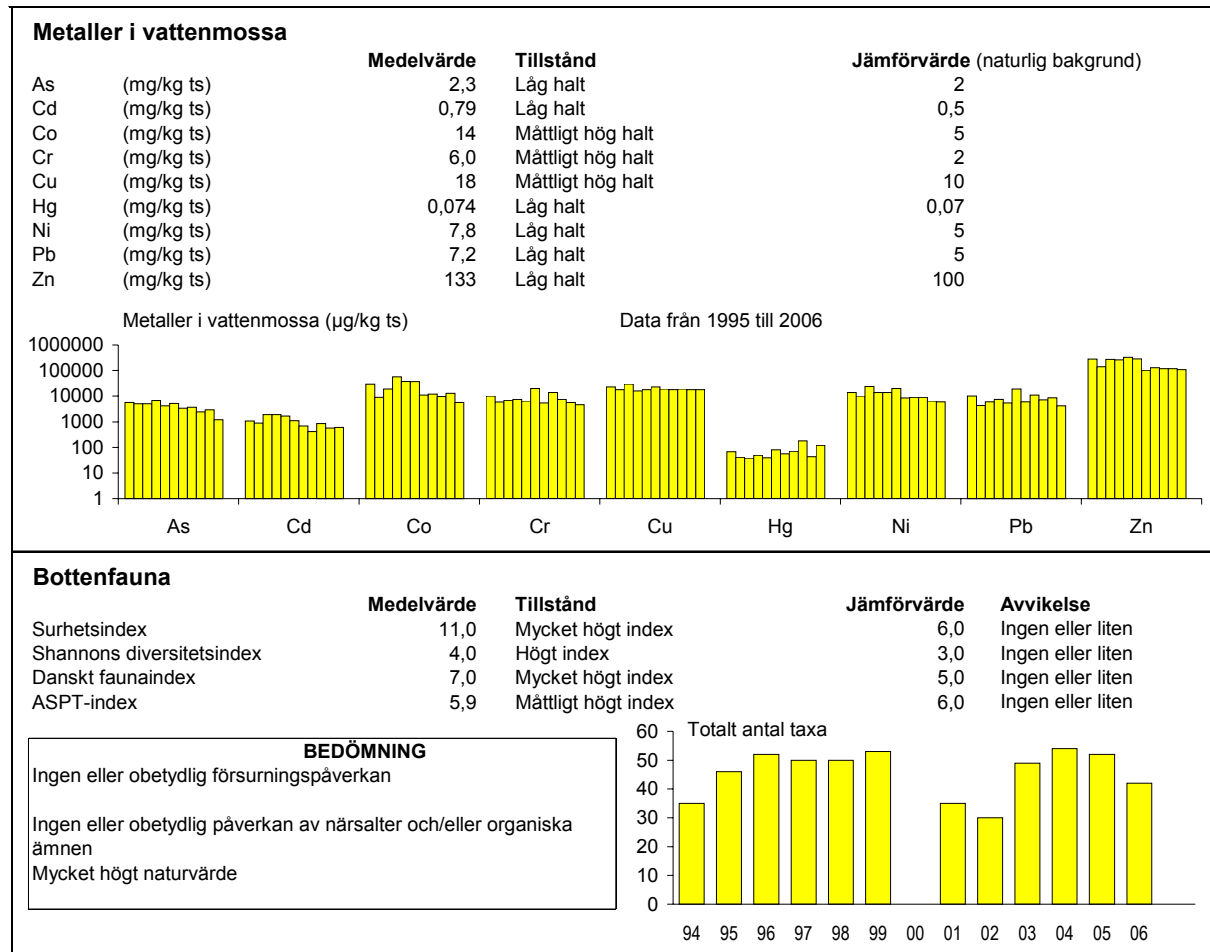 Metaller i vattenmossa
Medelvärde Tillstånd Jämförvärde (naturlig bakgrund)
As (mg/kg ts) 2,3 Låg halt 2
Cd (mg/kg ts) 0,79 Låg halt 0,5
Co (mg/kg ts) 14 Måttligt hög halt 5
Cr (mg/kg ts) 6,0 Måttligt hög halt 2
Cu (mg/kg ts) 18 Måttligt hög halt 10
Hg (mg/kg ts) 0,074 Låg halt 0,07
Ni (mg/kg ts) 7,8 Låg halt 5
Pb (mg/kg ts) 7,2 Låg halt 5
Zn (mg/kg ts) 133 Låg halt 100
Metaller i vattenmossa (µg/kg ts) Data från 1995 till 2006
1000000
100000
10000
1000
100
10
1
As Cd Co Cr Cu Hg Ni Pb Zn
Bottenfauna
Medelvärde Tillstånd Jämförvärde Avvikelse
Surhetsindex 11,0 Mycket högt index 6,0 Ingen eller liten
Shannons diversitetsindex 4,0 Högt index 3,0 Ingen eller liten
Danskt faunaindex 7,0 Mycket högt index 5,0 Ingen eller liten
ASPT-index 5,9 Måttligt högt index 6,0 Ingen eller liten
BEDÖMNING
Ingen eller obetydlig försurningspåverkan
Ingen eller obetydlig påverkan av närsalter och/eller organiska
ämnen
Mycket högt naturvärde
Totalt antal taxa
60
50
40
30
20
10
0
94 95 96 97 98 99 00 01 02 03 04 05 06